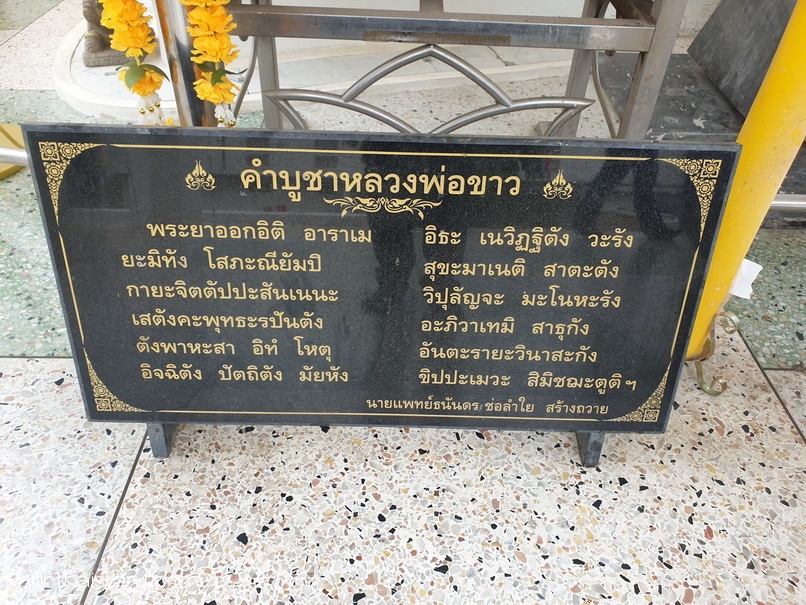 คำบูชาหลวงพ่อขาว
พระยาออกอิติ อาราเม อิธะ เนวิฏฐิตัง วะรัง
ยะมิทัง โสภะณียัมปิ สุขะมาเนติ สาตะตัง
กายะจิตตัปปะสันเนนะ วิปุลัญจะ มะโนหะรัง
เสตังคะพุทธะรูปันตัง อะภิวาเทมิ สาธุกัง
ตังพาหะสา อิทํ โหตุ อันตะรายะวินาสะกัง
อิจฉิตัง ปัตถิตัง มัยหัง ขิปปะเมวะ สิมิชฌะตูติฯ
นายแพทย์ธนันดร ช่อลำใย สร้างถวาย